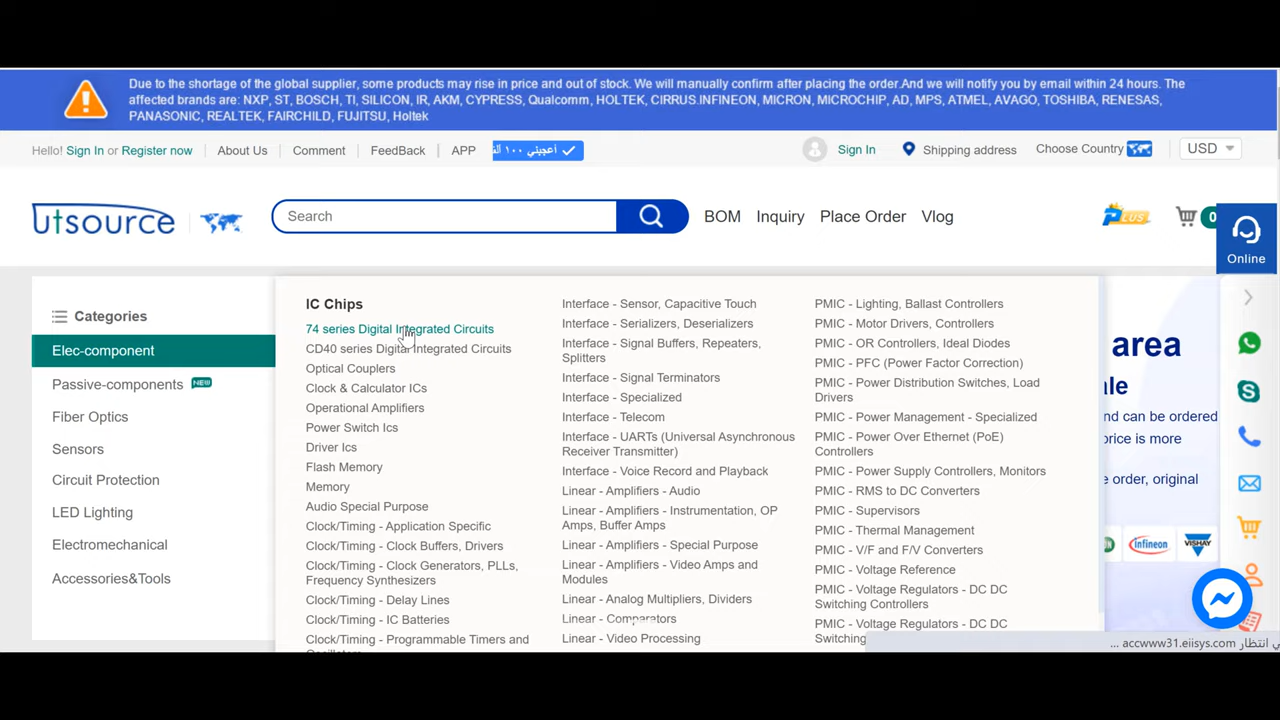 Due to the shortage of the global supplier, some products may rise in price and out of stock. We will manually confirm after placing the order.And we will notify you by email within 24 hours. The
affected brands are: NXP, ST, BOSCH, TI, SILICON, IR, AKM, CYPRESS, Qualcomm, HOLTEK, CIRRUS.INFINEON, MICRON, MICROCHIP, AD, MPS, ATMEL, AVAGO, TOSHIBA, RENESAS,
PANASONIC, REALTEK, FAIRCHILD, FUJITSU, Holtek
Hello! Sign In or Register now
About Us
Comment
FeedBack
APP
أعجبني ١٠٠
Sign In
Shipping address
Choose Country
USD
utsource
Search
BOM
Inquiry
Place Order
Vlog
PLUS
0
Online
Categories
Elec-component
Passive-components NEW
Fiber Optics
Sensors
Circuit Protection
LED Lighting
Electromechanical
Accessories&Tools
IC Chips
74 series Digital Integrated Circuits
CD40 series Digital Integrated Circuits
Optical Couplers
Clock & Calculator ICs
Operational Amplifiers
Power Switch Ics
Driver Ics
Flash Memory
Memory
Audio Special Purpose
Clock/Timing - Application Specific
Clock/Timing - Clock Buffers, Drivers
Clock/Timing - Clock Generators, PLLs,
Frequency Synthesizers
Clock/Timing - Delay Lines
Clock/Timing - IC Batteries
Clock/Timing - Programmable Timers and
Interface - Sensor, Capacitive Touch
Interface - Serializers, Deserializers
Interface - Signal Buffers, Repeaters,
Splitters
Interface - Signal Terminators
Interface - Specialized
Interface - Telecom
Interface - UARTs (Universal Asynchronous
Receiver Transmitter)
Interface - Voice Record and Playback
Linear - Amplifiers - Audio
Linear - Amplifiers - Instrumentation, OP
Amps, Buffer Amps
Linear - Amplifiers - Special Purpose
Linear - Amplifiers - Video Amps and
Modules
Linear - Analog Multipliers, Dividers
Linear - Comparators
Linear - Video Processing
PMIC - Lighting, Ballast Controllers
PMIC - Motor Drivers, Controllers
PMIC - OR Controllers, Ideal Diodes
PMIC - PFC (Power Factor Correction)
PMIC - Power Distribution Switches, Load
Drivers
PMIC - Power Management - Specialized
PMIC - Power Over Ethernet (PoE)
Controllers
PMIC - Power Supply Controllers, Monitors
PMIC - RMS to DC Converters
PMIC - Supervisors
PMIC - Thermal Management
PMIC - V/F and F/V Converters
PMIC - Voltage Reference
PMIC - Voltage Regulators - DC DC
Switching Controllers
PMIC - Voltage Regulators - DC DC
Switching
area
le
and can be ordered
price is more
e order, original
infineon
VISHAY
في انتظار accwww31.eiisys.com ...